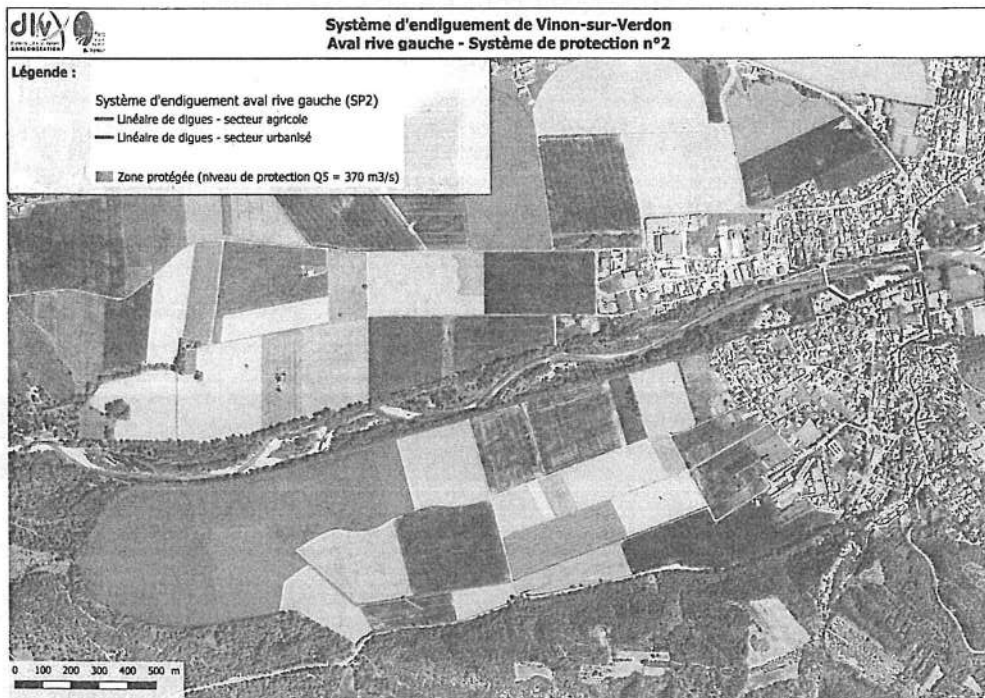 dlv
AGGLOMÉRATION
Système d'endiguement de Vinon-sur-Verdon
Aval rive gauche - Système de protection n°2
Légende :
Système d'endiguement aval rive gauche (SP2)
Linéaire de digues - secteur agricole
Linéaire de digues - secteur urbanisé
Zone protégée (niveau de protection Q5 = 370 m3/s)
0 100 200 300 400 500 m